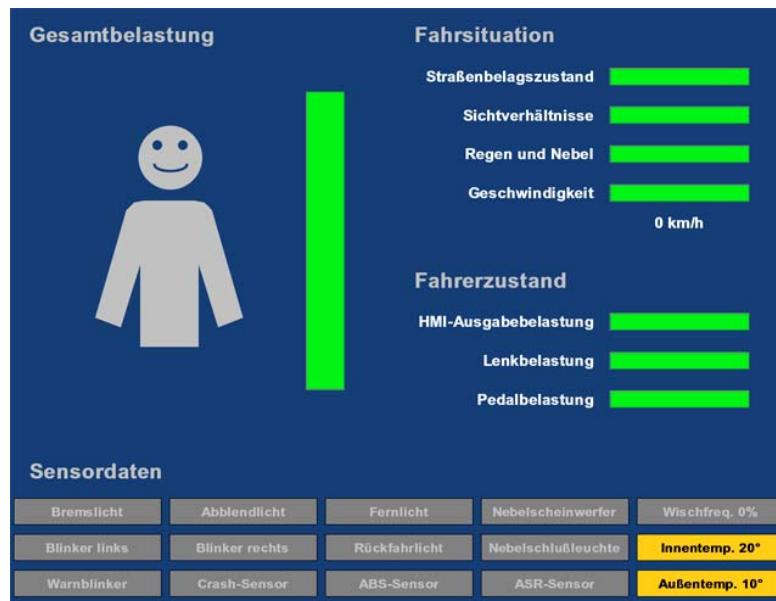 Gesamtbelastung
Fahrsituation
Straßenbelagszustand
Sichtverhältnisse
Regen und Nebel
Geschwindigkeit
0 km/h
Fahrerzustand
HMI-Ausgabebelastung
Lenkbelastung
Pedalbelastung
Sensordaten
Bremslicht Abblendlicht Fernlicht Nebelscheinwerfer Wischfreq. 0%
Blinker links Blinker rechts Rückfahrlicht Nebelschlußleuchte Innentemp. 20°
Warnblinker Crash-Sensor ABS-Sensor ASR-Sensor Außentemp. 10°